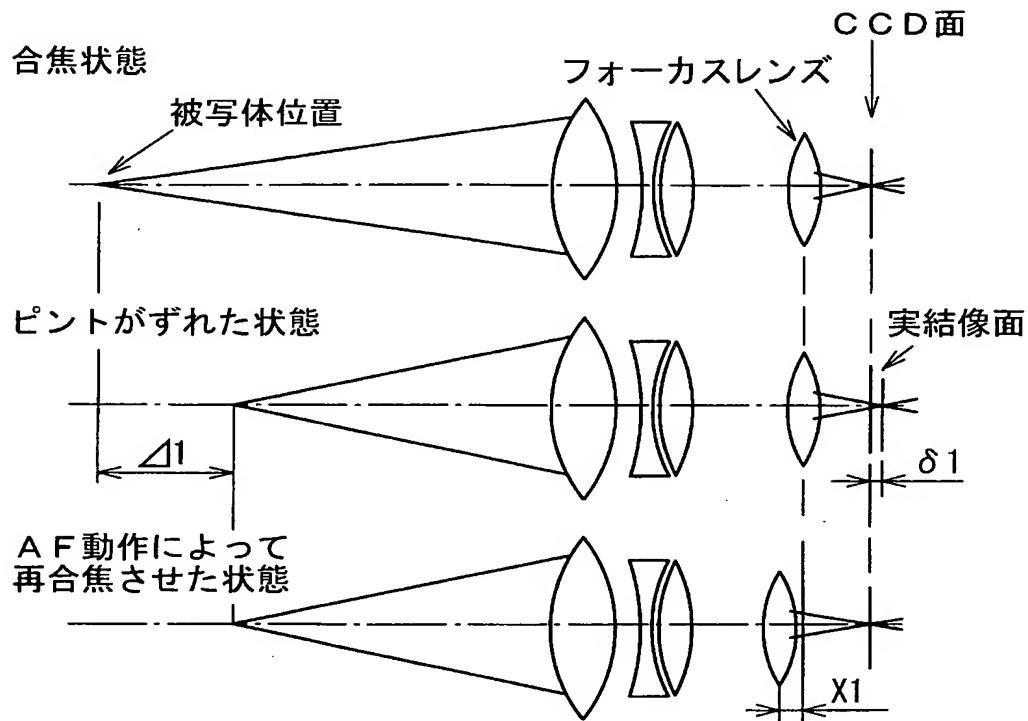 CCD面
合焦状態
フォーカスレンズ
被写体位置
ピントがずれた状態
実結像面
⊿1
δ1
AF動作によって
再合焦させた状態
X1